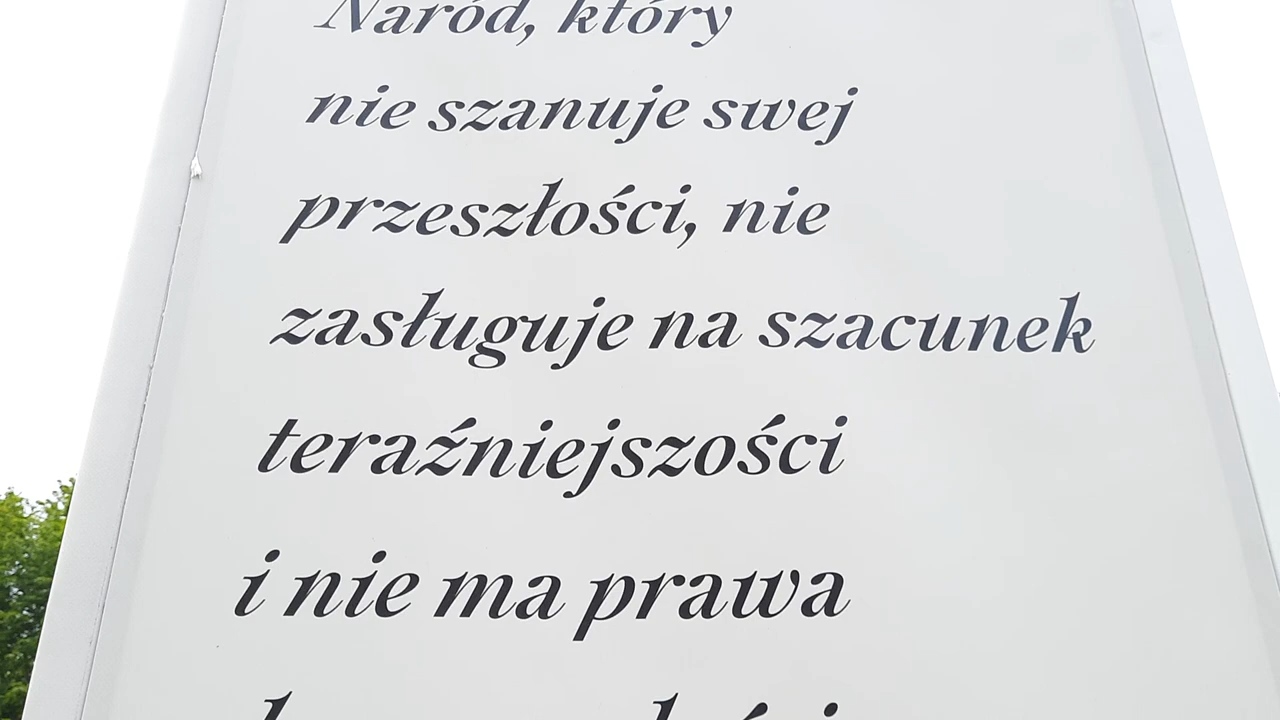 Naród, który
nie szanuje swej
przeszłości, nie
zasługuje na szacunek
teraźniejszości
i nie ma prawa